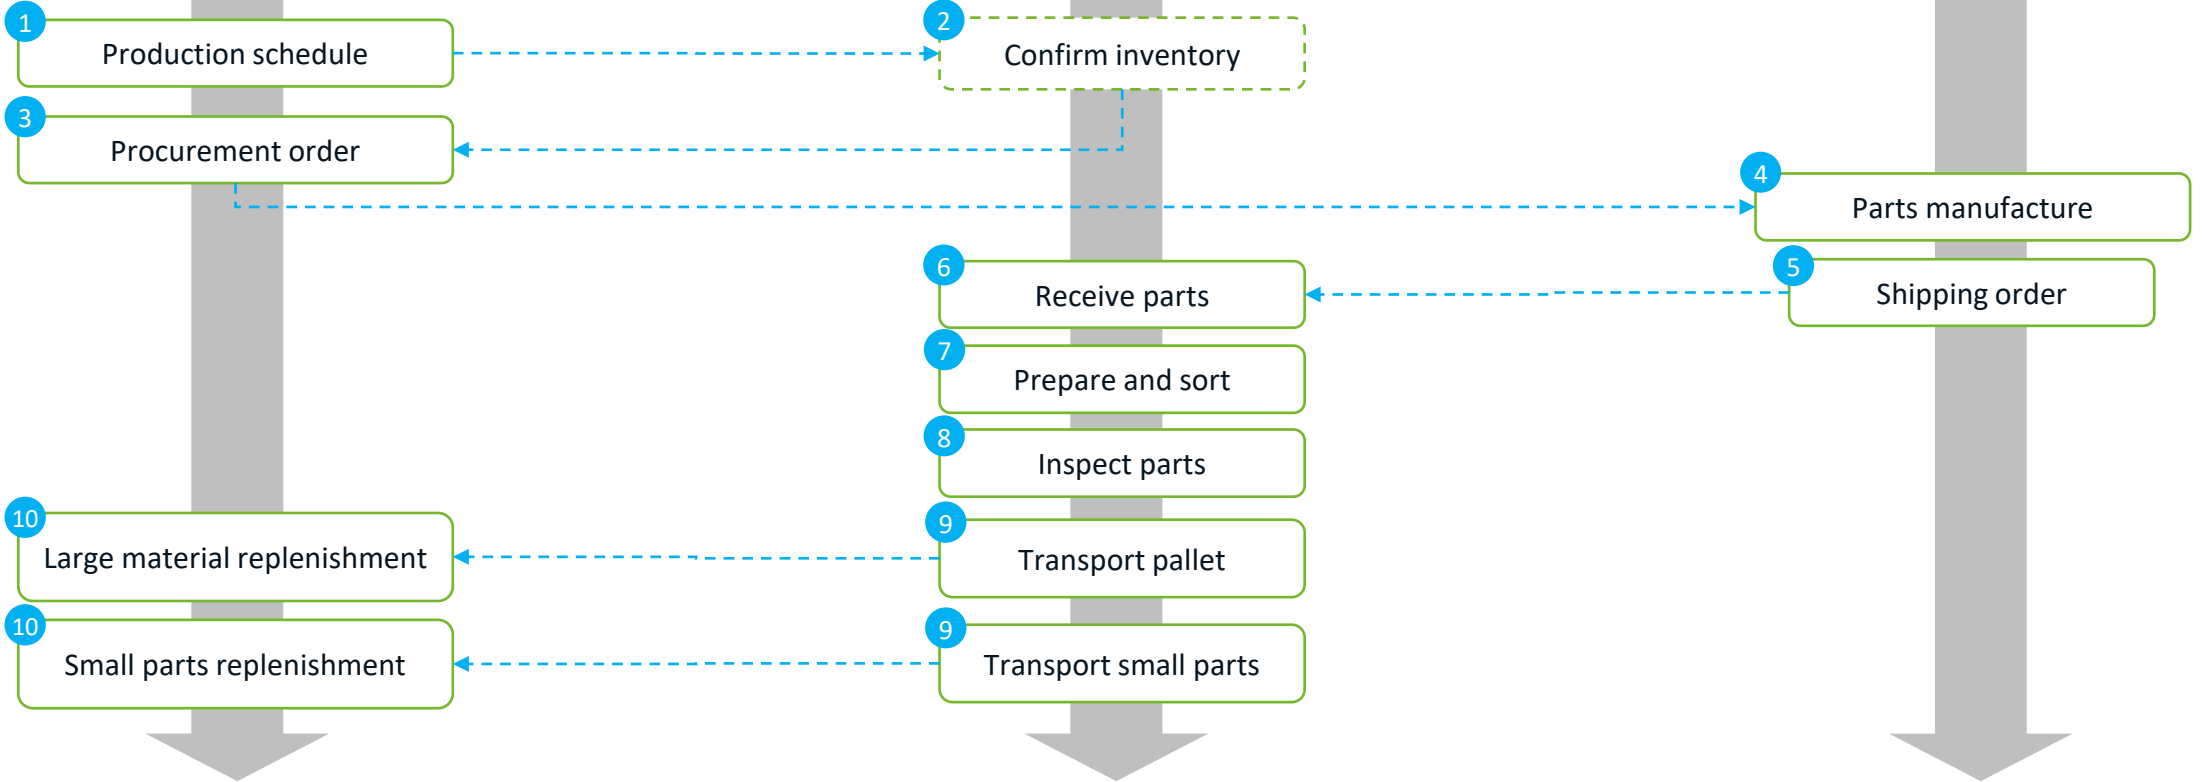 1
Production schedule
2
Confirm inventory
3
Procurement order
4
Parts manufacture
5
Shipping order
6
Receive parts
7
Prepare and sort
8
Inspect parts
9
Transport pallet
10
Large material replenishment
9
Transport small parts
10
Small parts replenishment